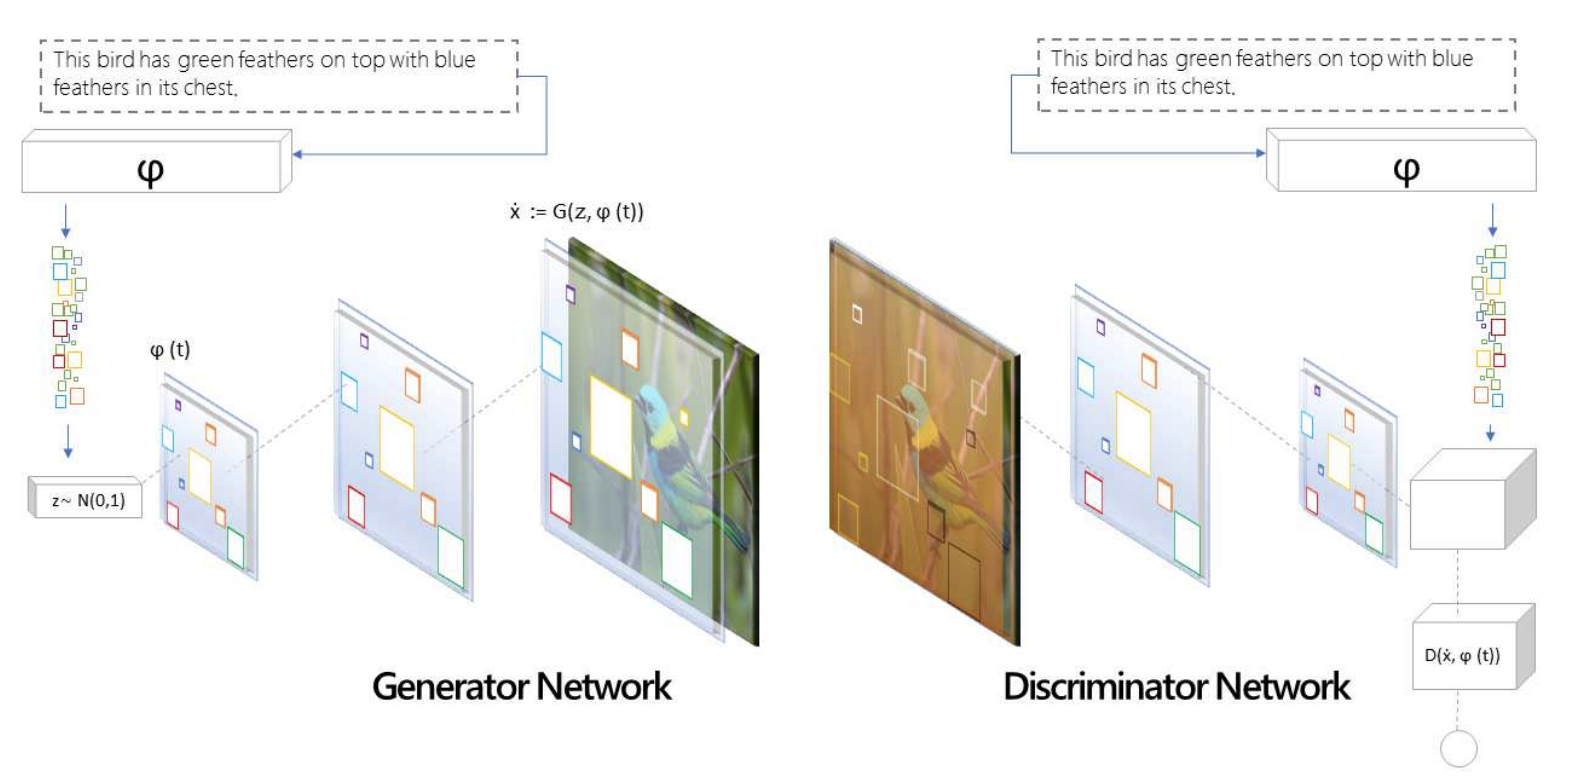 This bird has green feathers on top with blue
feathers in its chest.
φ
ẋ := G(z, φ (t))
φ (t)
z~ N(0,1)
Generator Network
This bird has green feathers on top with blue
feathers in its chest.
φ
Discriminator Network
D(ẋ, φ (t))